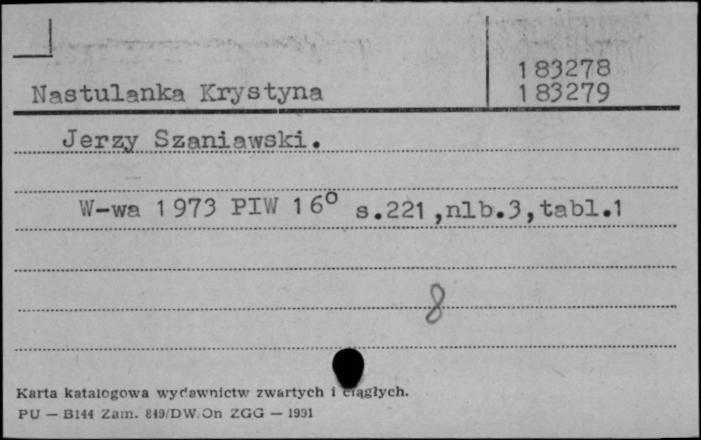 183278
Nastulanka Krystyna 183279
Jerzy Szaniawski.
W-wa 1973 PIW 16° s.221,nlb.3,tabl.1
8
Karta katalogowa wydawnictw zwartych i ciągłych.
PU — B144 Zam. 849/DW/On ZGG — 1991